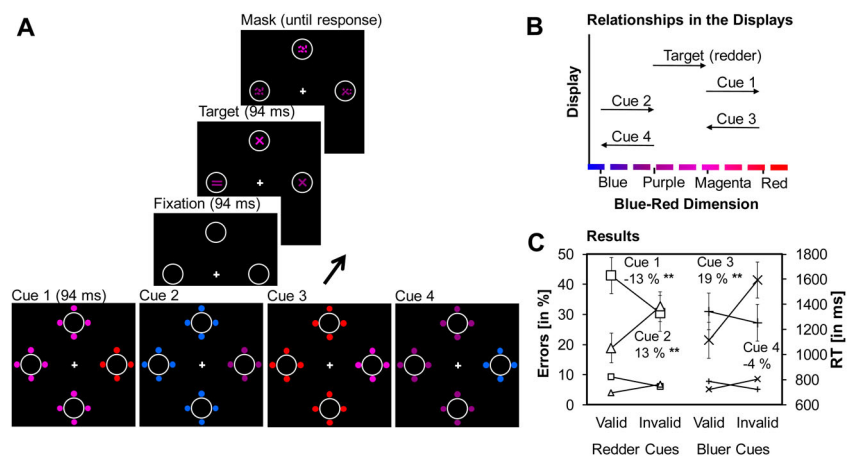 A
Mask (until response)
Target (94 ms)
Fixation (94 ms)
Cue 1 (94 ms)
Cue 2
Cue 3
Cue 4
B
Relationships in the Displays
Display
Target (redder)
Cue 1
Cue 2
Cue 3
Cue 4
Blue Purple Magenta Red
Blue-Red Dimension
C
Results
Errors [in %]
50
40
30
20
10
0
Cue 1
-13 % **
Cue 2
13 % **
Cue 3
19 % **
Cue 4
-4 %
1800
1600
1400
1200
1000
800
600
RT [in ms]
Valid Invalid Valid Invalid
Redder Cues Bluer Cues